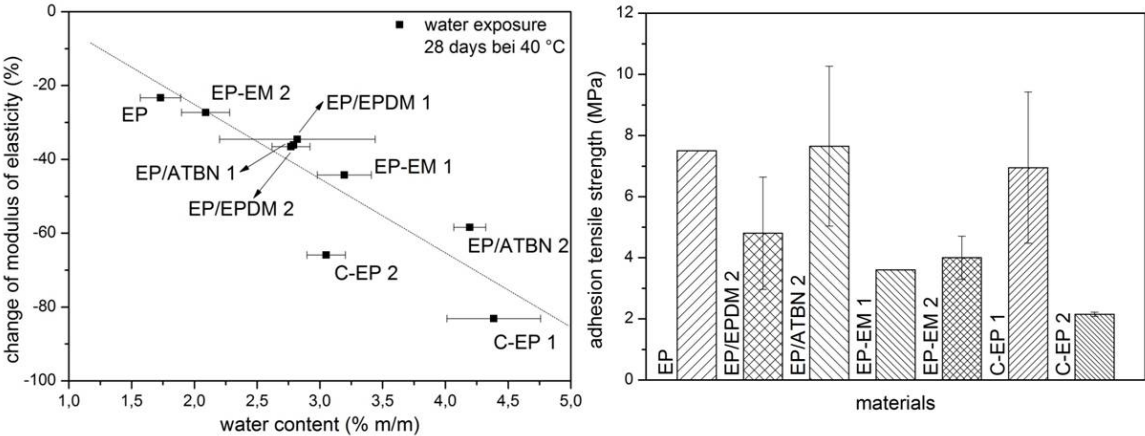 0
-20
-40
-60
-80
-100
change of modulus of elasticity (%)
1,0
1,5
2,0
2,5
3,0
3,5
4,0
4,5
5,0
water content (% m/m)
water exposure
28 days bei 40 °C
EP
EP-EM 2
EP/EPDM 1
EP/ATBN 1
EP/EPDM 2
EP-EM 1
EP/ATBN 2
C-EP 2
C-EP 1
12
10
8
6
4
2
0
adhesion tensile strength (MPa)
EP
EP/EPDM 2
EP/ATBN 2
EP-EM 1
EP-EM 2
C-EP 1
C-EP 2
materials